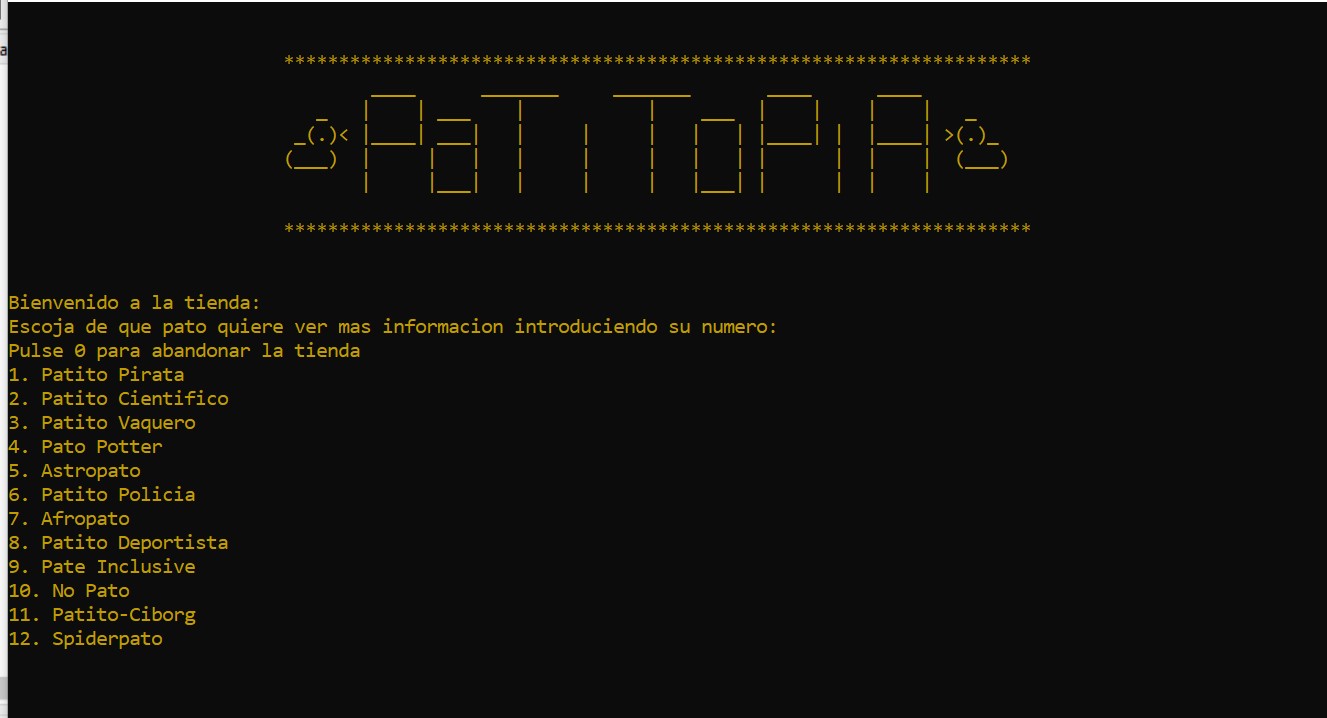 ********************************************************************
PaTiToPiA
********************************************************************
Bienvenido a la tienda:
Escoja de que pato quiere ver mas informacion introduciendo su numero:
Pulse 0 para abandonar la tienda
1. Patito Pirata
2. Patito Cientifico
3. Patito Vaquero
4. Pato Potter
5. Astropato
6. Patito Policia
7. Afropato
8. Patito Deportista
9. Pate Inclusive
10. No Pato
11. Patito-Ciborg
12. Spiderpato